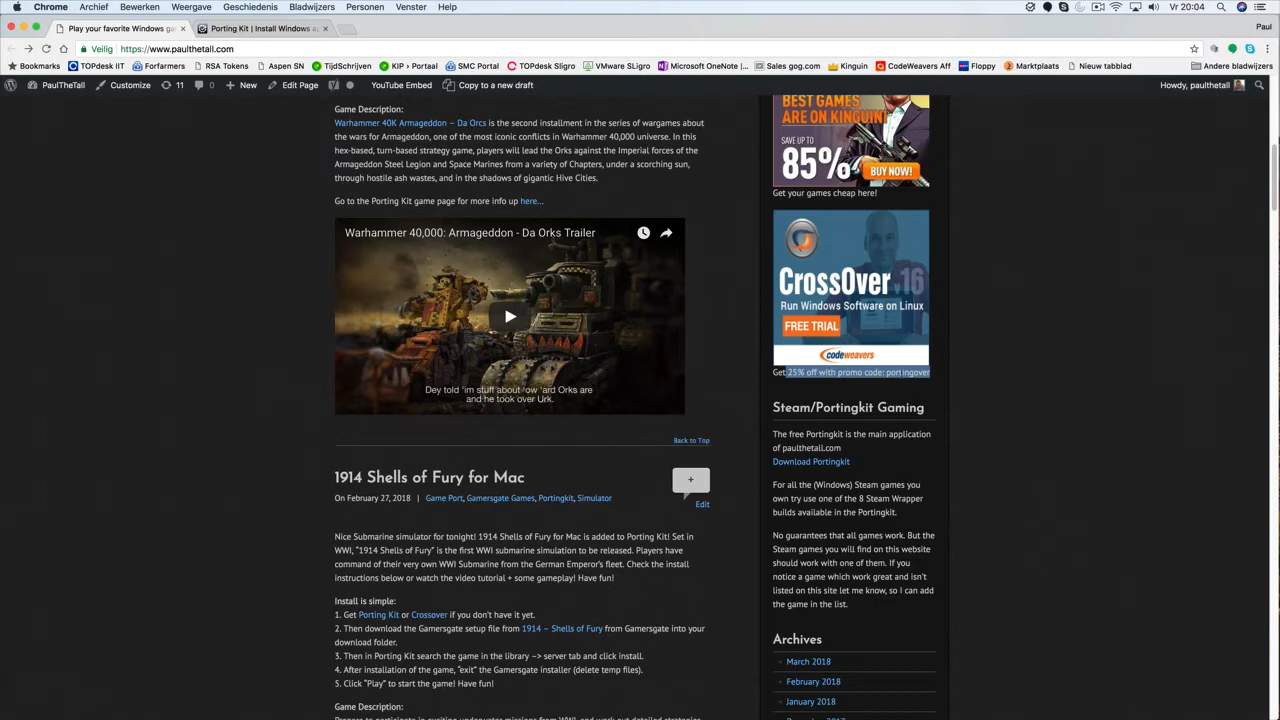 Chrome Archief Bewerken Weergave Geschiedenis Bladwijzers Personen Venster Help Vr 20:04
Play your favorite Windows ga Porting Kit | Install Windows a Paul
Veilig https://www.paulthetall.com
Bookmarks TOPdesk IIT Forfarmers RSA Tokens Aspen SN TijdSchrijven KIP › Portaal SMC Portal TOPdesk Sligro VMware SLigro Microsoft OneNote |... Sales gog.com Kinguin CodeWeavers Aff Floppy Marktplaats Nieuw tabblad Andere bladwijzers
PaulTheTall Customize 11 0 New Edit Page YouTube Embed Copy to a new draft Howdy, paulthetall
Game Description:
Warhammer 40K Armageddon – Da Orcs is the second installment in the series of wargames about
the wars for Armageddon, one of the most iconic conflicts in Warhammer 40,000 universe. In this
hex-based, turn-based strategy game, players will lead the Orks against the Imperial forces of the
Armageddon Steel Legion and Space Marines from a variety of Chapters, under a scorching sun,
through hostile ash wastes, and in the shadows of gigantic Hive Cities.
Go to the Porting Kit game page for more info up here...
Warhammer 40,000: Armageddon - Da Orks Trailer
Dey told 'im stuff about 'ow 'ard Orks are
and he took over Urk.
Back to Top
1914 Shells of Fury for Mac
+
On February 27, 2018 | Game Port, Gamersgate Games, Portingkit, Simulator
Edit
Nice Submarine simulator for tonight! 1914 Shells of Fury for Mac is added to Porting Kit! Set in
WWI, "1914 Shells of Fury" is the first WWI submarine simulation to be released. Players have
command of their very own WWI Submarine from the German Emperor's fleet. Check the install
instructions below or watch the video tutorial + some gameplay! Have fun!
Install is simple:
1. Get Porting Kit or Crossover if you don't have it yet.
2. Then download the Gamersgate setup file from 1914 – Shells of Fury from Gamersgate into your
download folder.
3. Then in Porting Kit search the game in the library –> server tab and click install.
4. After installation of the game, "exit" the Gamersgate installer (delete temp files).
5. Click "Play" to start the game! Have fun!
Game Description:
BEST GAMES
ARE ON KINGUIN
SAVE UP TO
85%
BUY NOW!
Get your games cheap here!
CrossOver 16
Run Windows Software on Linux
FREE TRIAL
codeweavers
Get 25% off with promo code: portingover
Steam/Portingkit Gaming
The free Portingkit is the main application
of paulthetall.com
Download Portingkit
For all the (Windows) Steam games you
own try use one of the 8 Steam Wrapper
builds available in the Portingkit.
No guarantees that all games work. But the
Steam games you will find on this website
should work with one of them. If you
notice a game which work great and isn't
listed on this site let me know, so I can add
the game in the list.
Archives
March 2018
February 2018
January 2018